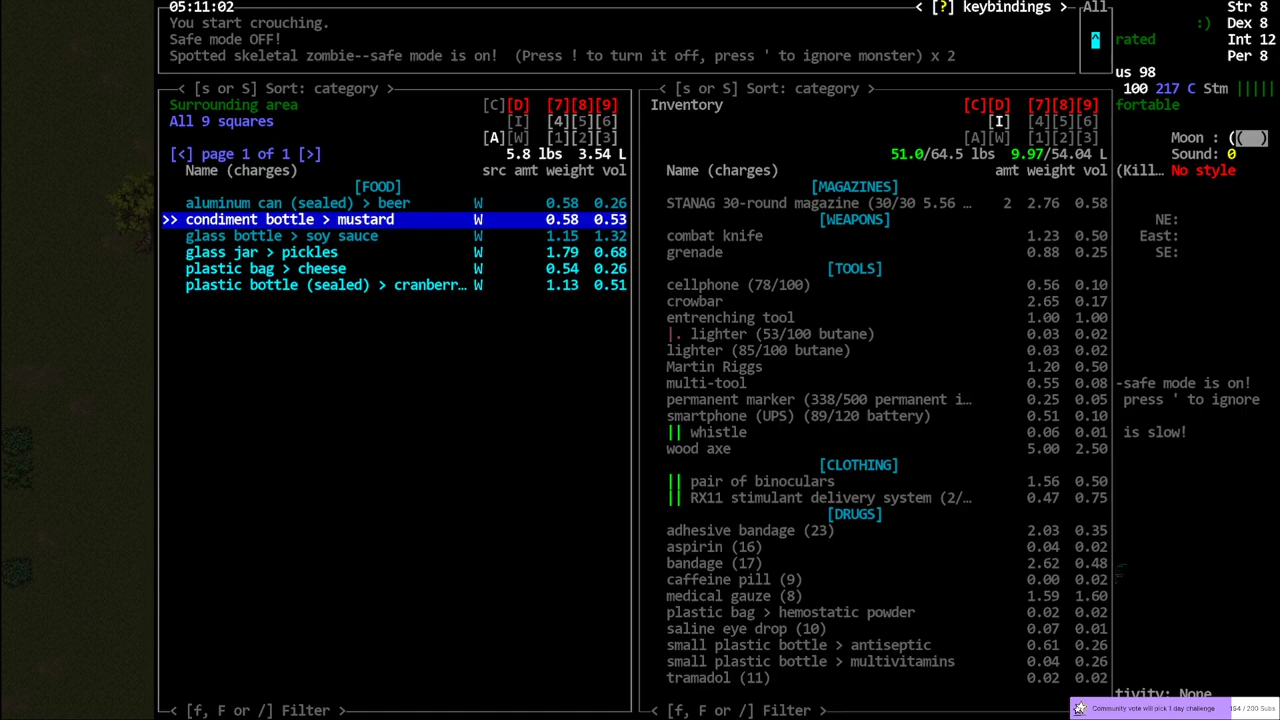 05:11:02
< [?] keybindings >
All
Str 8
You start crouching.
:)
Dex 8
Safe mode OFF!
^
rated
Int 12
Spotted skeletal zombie--safe mode is on!  (Press ! to turn it off, press ' to ignore monster) x 2
Per 8
us 98
< [s or S] Sort: category >
< [s or S] Sort: category >
100 217 C Stm |||||
Surrounding area
[C][D] [7][8][9]
Inventory
[C][D] [7][8][9]
fortable
All 9 squares
[I] [4][5][6]
[I] [4][5][6]
[A][W] [1][2][3]
[A][W] [1][2][3]
Moon : (( )
[<] page 1 of 1 [>]
5.8 lbs 3.54 L
51.0/64.5 lbs 9.97/54.04 L
Sound: 0
Name (charges) src amt weight vol
Name (charges) amt weight vol
(Kill… No style
[FOOD]
[MAGAZINES]
aluminum can (sealed) > beer W 0.58 0.26
STANAG 30-round magazine (30/30 5.56 … 2 2.76 0.58
>> condiment bottle > mustard W 0.58 0.53
[WEAPONS]
NE:
glass bottle > soy sauce W 1.15 1.32
combat knife 1.23 0.50
East:
glass jar > pickles W 1.79 0.68
grenade 0.88 0.25
SE:
plastic bag > cheese W 0.54 0.26
[TOOLS]
plastic bottle (sealed) > cranberr… W 1.13 0.51
cellphone (78/100) 0.56 0.10
crowbar 2.65 0.17
entrenching tool 1.00 1.00
|. lighter (53/100 butane) 0.03 0.02
lighter (85/100 butane) 0.03 0.02
Martin Riggs 1.20 0.50
multi-tool 0.55 0.08
-safe mode is on!
permanent marker (338/500 permanent i… 0.25 0.05
press ' to ignore
smartphone (UPS) (89/120 battery) 0.51 0.10
|| whistle 0.06 0.01
is slow!
wood axe 5.00 2.50
[CLOTHING]
|| pair of binoculars 1.56 0.50
|| RX11 stimulant delivery system (2/… 0.47 0.75
[DRUGS]
adhesive bandage (23) 2.03 0.35
aspirin (16) 0.04 0.02
bandage (17) 2.62 0.48
caffeine pill (9) 0.00 0.02
medical gauze (8) 1.59 1.60
plastic bag > hemostatic powder 0.02 0.02
saline eye drop (10) 0.07 0.01
small plastic bottle > antiseptic 0.61 0.26
small plastic bottle > multivitamins 0.04 0.26
tramadol (11) 0.02 0.02
tivity: None
< [f, F or /] Filter >
< [f, F or /] Filter >
Community vote will pick 1 day challenge 154 / 200 Subs